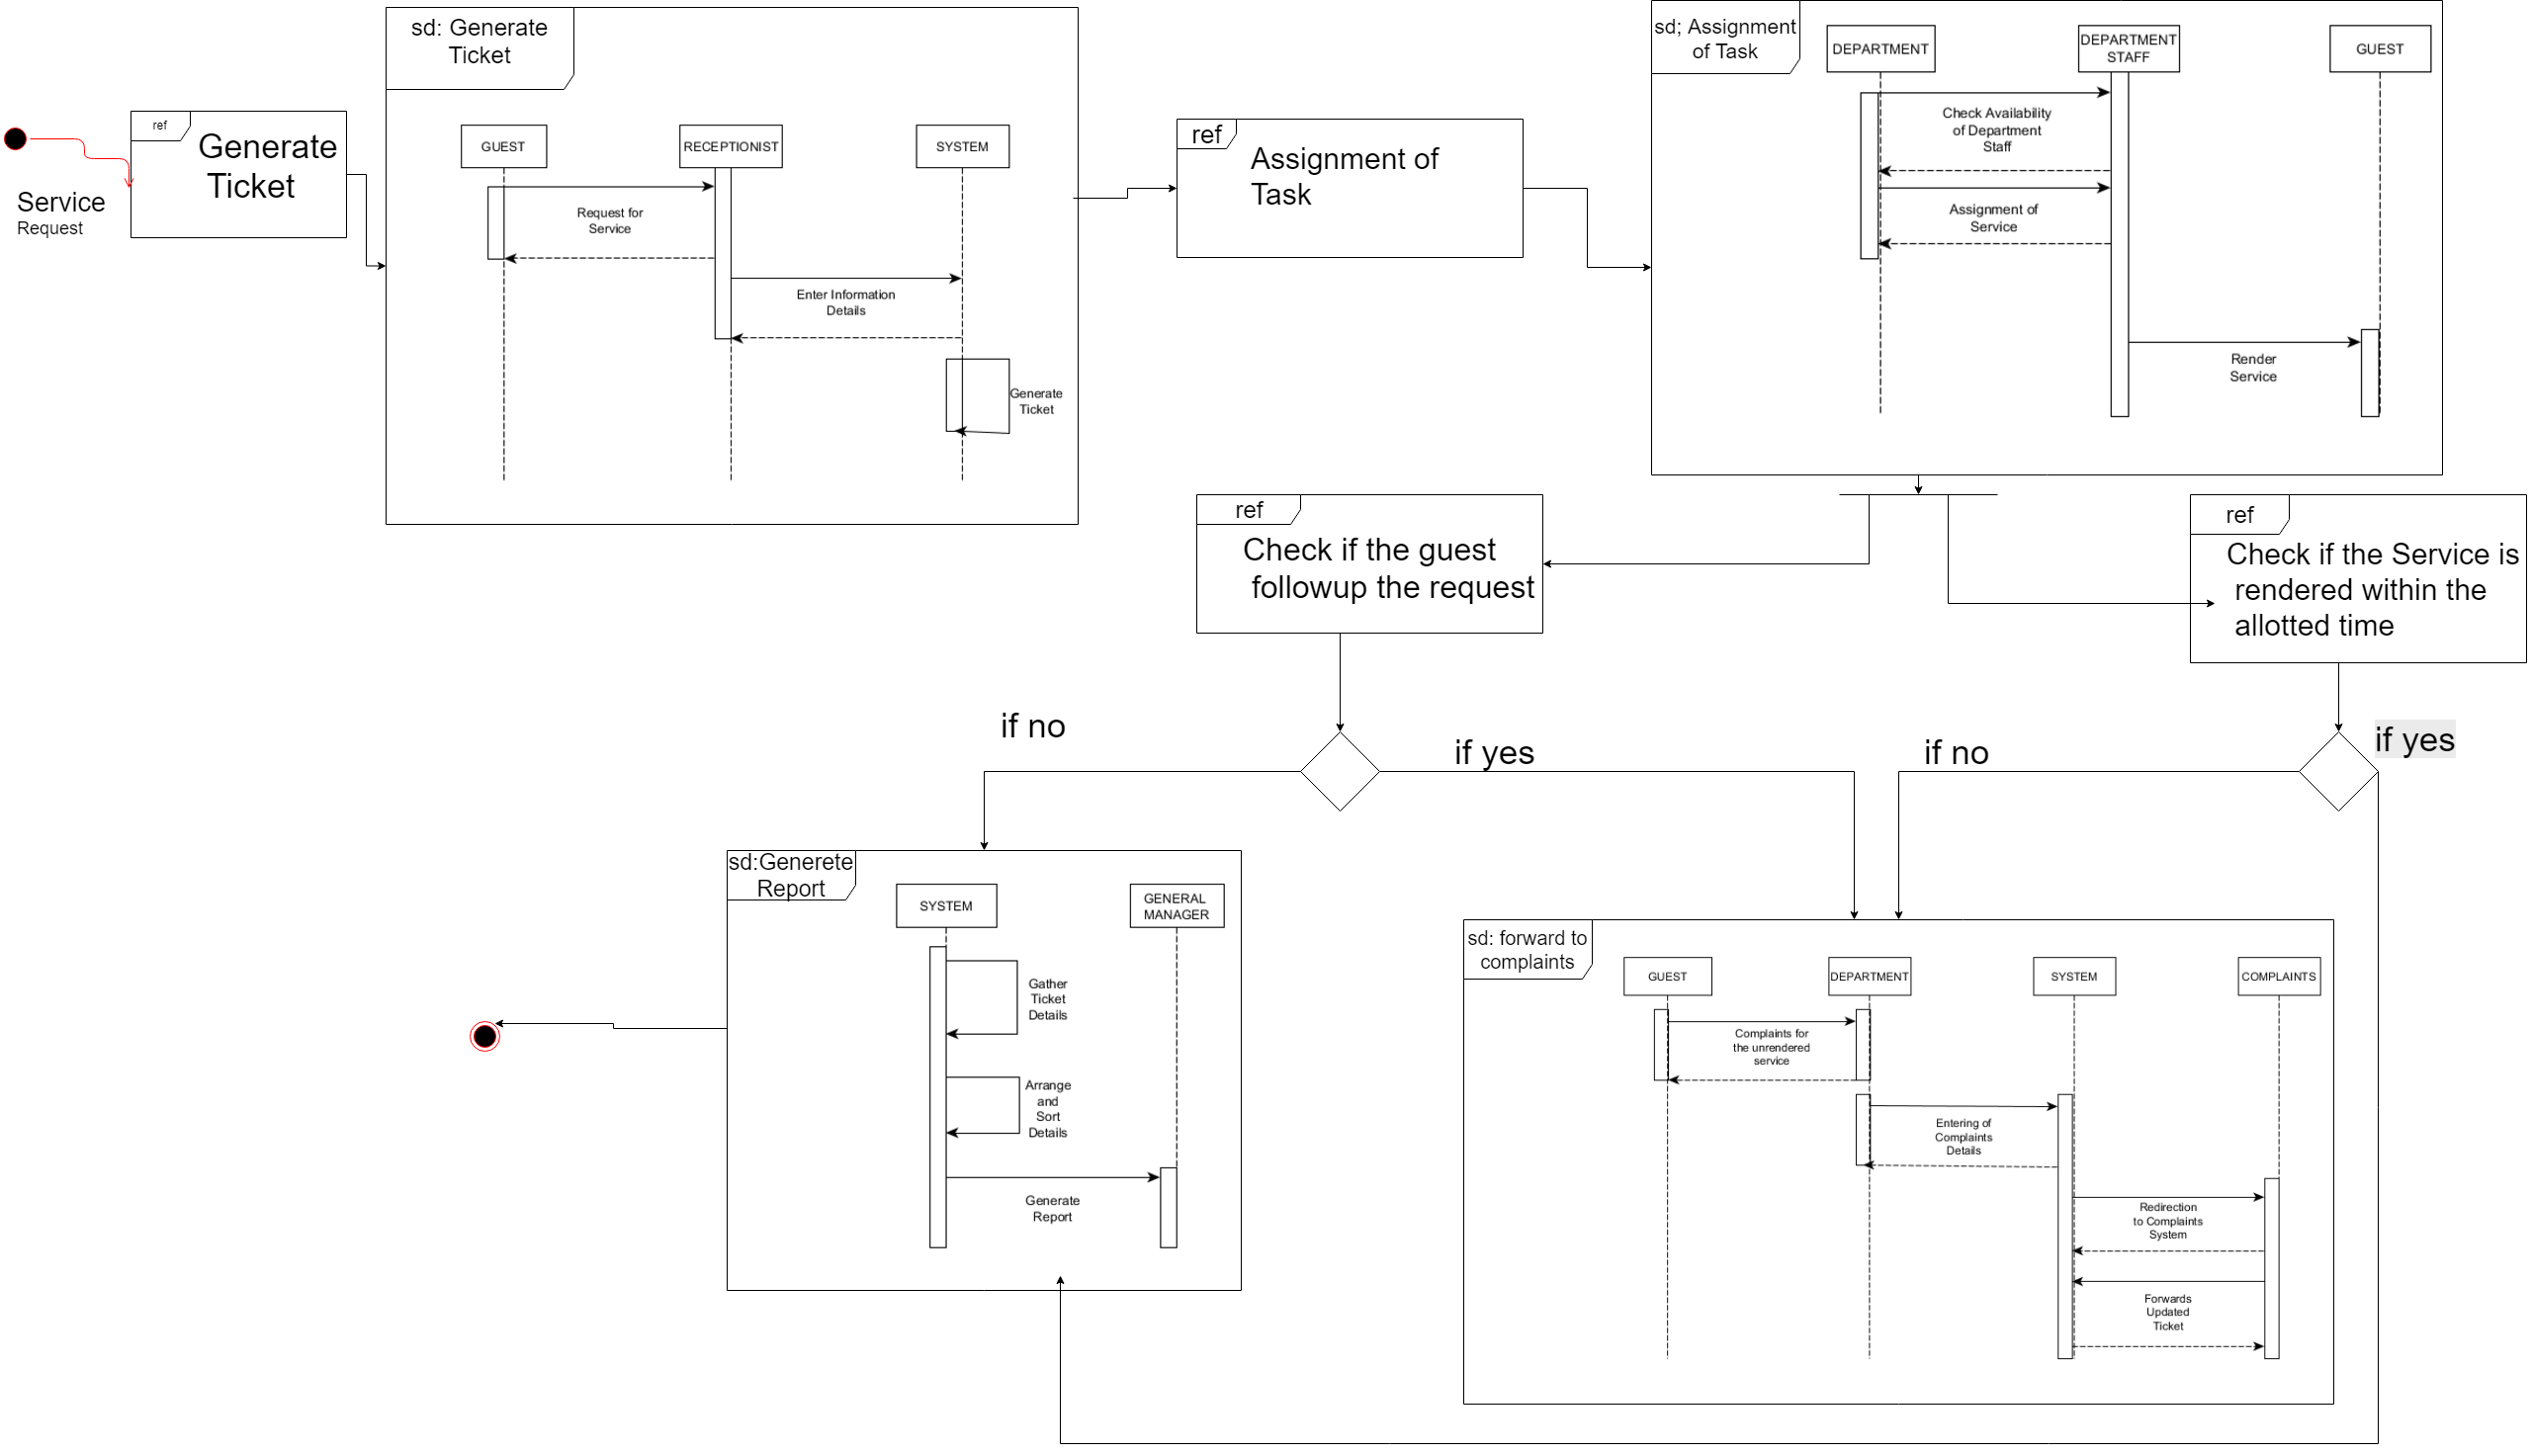 Service
Request
ref
Generate
Ticket
sd: Generate
Ticket
GUEST
RECEPTIONIST
SYSTEM
Request for
Service
Enter Information
Details
Generate
Ticket
ref
Assignment of
Task
sd; Assignment
of Task
DEPARTMENT
DEPARTMENT
STAFF
GUEST
Check Availability
of Department
Staff
Assignment of
Service
Render
Service
ref
Check if the guest
followup the request
ref
Check if the Service is
rendered within the
allotted time
if no
if yes
if no
if yes
sd:Generete
Report
SYSTEM
GENERAL
MANAGER
Gather
Ticket
Details
Arrange
and
Sort
Details
Generate
Report
sd: forward to
complaints
GUEST
DEPARTMENT
SYSTEM
COMPLAINTS
Complaints for
the unrendered
service
Entering of
Complaints
Details
Redirection
to Complaints
System
Forwards
Updated
Ticket